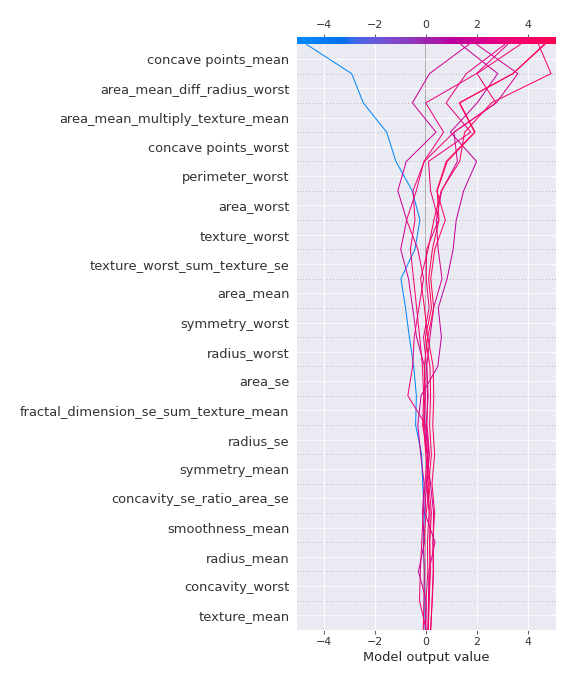 −4 −2 0 2 4
concave points_mean
area_mean_diff_radius_worst
area_mean_multiply_texture_mean
concave points_worst
perimeter_worst
area_worst
texture_worst
texture_worst_sum_texture_se
area_mean
symmetry_worst
radius_worst
area_se
fractal_dimension_se_sum_texture_mean
radius_se
symmetry_mean
concavity_se_ratio_area_se
smoothness_mean
radius_mean
concavity_worst
texture_mean
−4 −2 0 2 4
Model output value